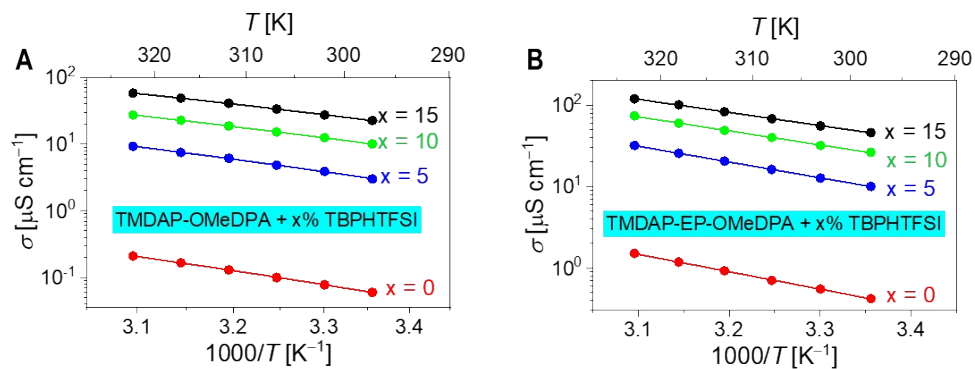 T [K]
320 310 300 290
A
10² 10¹ 10⁰ 10⁻¹
σ [µS cm⁻¹]
x = 15
x = 10
x = 5
TMDAP-OMeDPA + x% TBPHTFSI
x = 0
3.1 3.2 3.3 3.4
1000/T [K⁻¹]
T [K]
320 310 300 290
B
10² 10¹ 10⁰
σ [µS cm⁻¹]
x = 15
x = 10
x = 5
TMDAP-EP-OMeDPA + x% TBPHTFSI
x = 0
3.1 3.2 3.3 3.4
1000/T [K⁻¹]